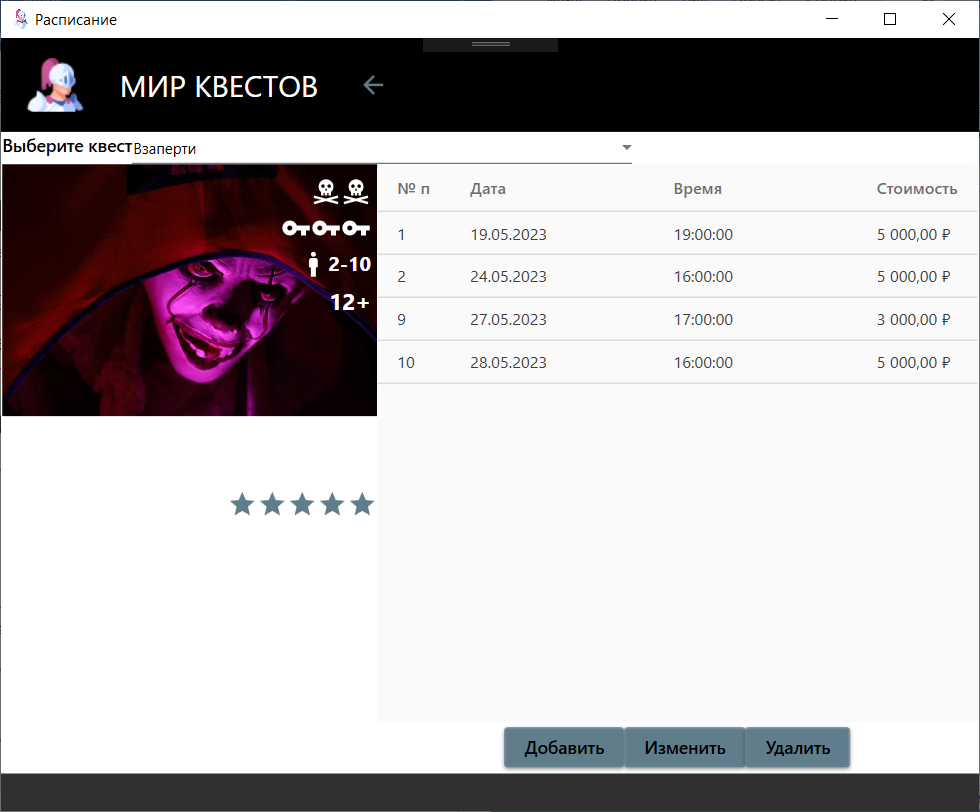 Расписание
МИР КВЕСТОВ
Выберите квест Взаперти
2-10
12+
№ п Дата Время Стоимость
1 19.05.2023 19:00:00 5 000,00 ₽
2 24.05.2023 16:00:00 5 000,00 ₽
9 27.05.2023 17:00:00 3 000,00 ₽
10 28.05.2023 16:00:00 5 000,00 ₽
Добавить Изменить Удалить